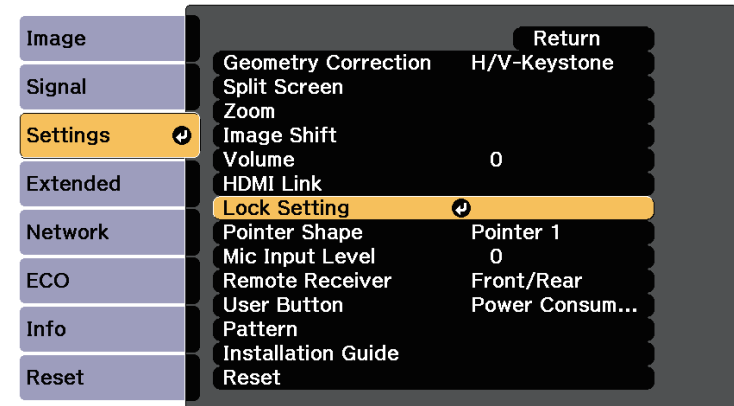 Image
Signal
Settings
Extended
Network
ECO
Info
Reset
Return
Geometry Correction H/V-Keystone
Split Screen
Zoom
Image Shift
Volume 0
HDMI Link
Lock Setting
Pointer Shape Pointer 1
Mic Input Level 0
Remote Receiver Front/Rear
User Button Power Consum...
Pattern
Installation Guide
Reset